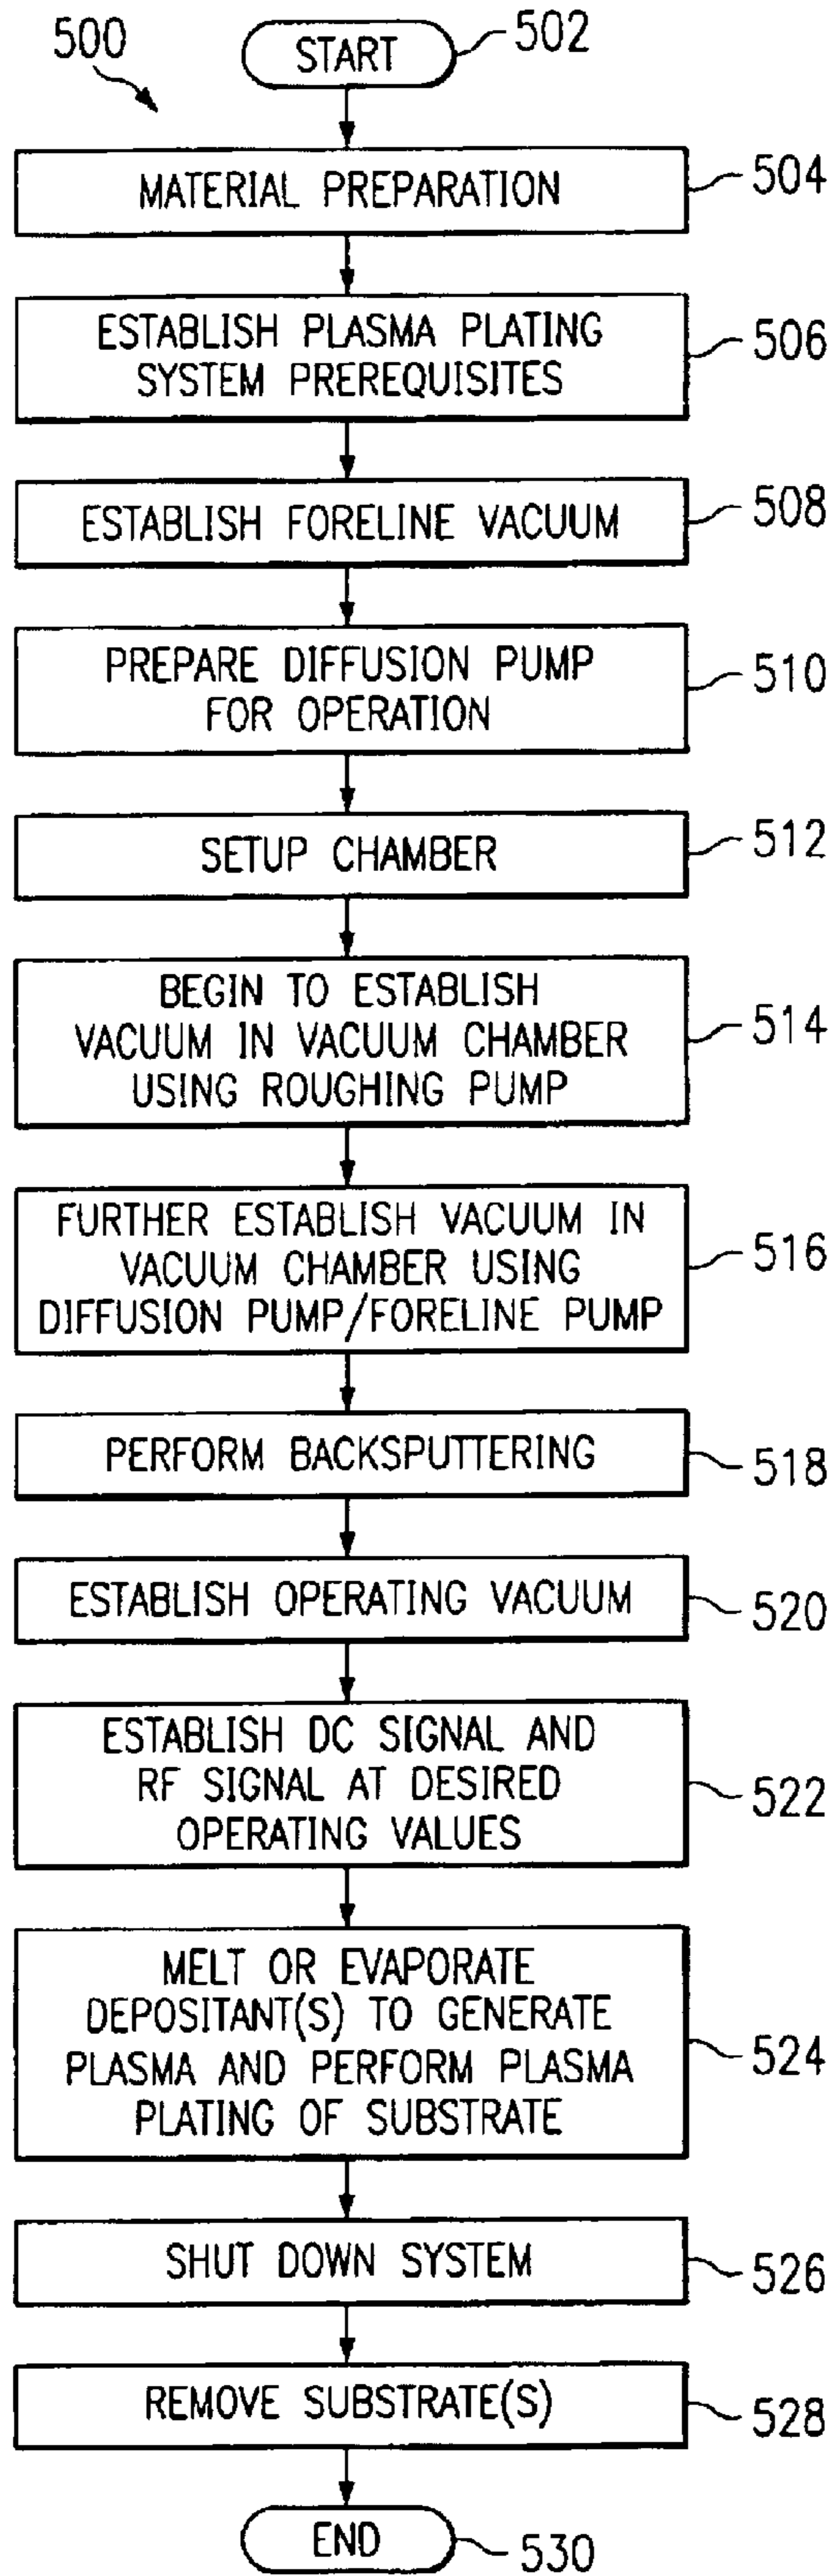 500
START
502
MATERIAL PREPARATION
504
ESTABLISH PLASMA PLATING
SYSTEM PREREQUISITES
506
ESTABLISH FORELINE VACUUM
508
PREPARE DIFFUSION PUMP
FOR OPERATION
510
SETUP CHAMBER
512
BEGIN TO ESTABLISH
VACUUM IN VACUUM CHAMBER
USING ROUGHING PUMP
514
FURTHER ESTABLISH VACUUM IN
VACUUM CHAMBER USING
DIFFUSION PUMP/FORELINE PUMP
516
PERFORM BACKSPUTTERING
518
ESTABLISH OPERATING VACUUM
520
ESTABLISH DC SIGNAL AND
RF SIGNAL AT DESIRED
OPERATING VALUES
522
MELT OR EVAPORATE
DEPOSITANT(S) TO GENERATE
PLASMA AND PERFORM PLASMA
PLATING OF SUBSTRATE
524
SHUT DOWN SYSTEM
526
REMOVE SUBSTRATE(S)
528
END
530